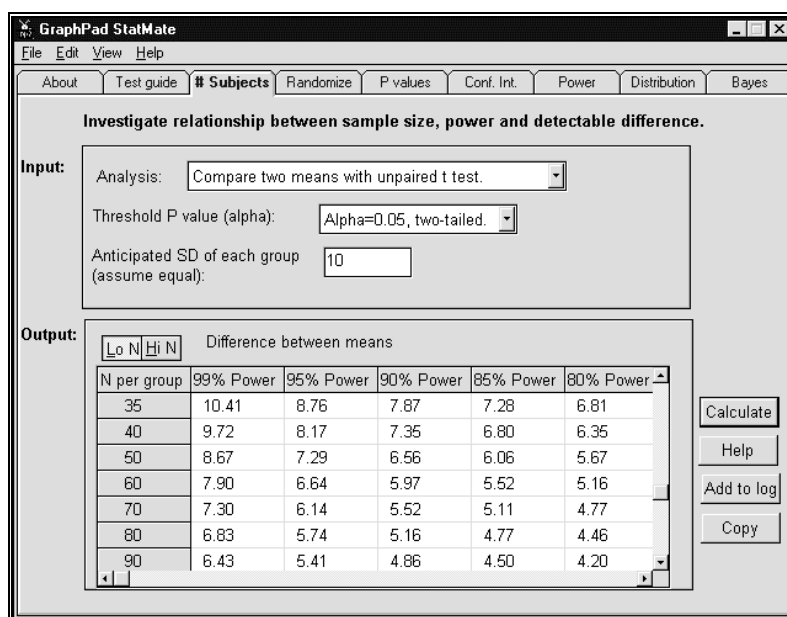 GraphPad StatMate
File Edit View Help
About Test guide # Subjects Randomize P values Conf. Int. Power Distribution Bayes
Investigate relationship between sample size, power and detectable difference.
Input:
Analysis: Compare two means with unpaired t test.
Threshold P value (alpha): Alpha=0.05, two-tailed.
Anticipated SD of each group
(assume equal): 10
Output:
Lo N Hi N Difference between means
N per group 99% Power 95% Power 90% Power 85% Power 80% Power
35 10.41 8.76 7.87 7.28 6.81
40 9.72 8.17 7.35 6.80 6.35
50 8.67 7.29 6.56 6.06 5.67
60 7.90 6.64 5.97 5.52 5.16
70 7.30 6.14 5.52 5.11 4.77
80 6.83 5.74 5.16 4.77 4.46
90 6.43 5.41 4.86 4.50 4.20
Calculate
Help
Add to log
Copy